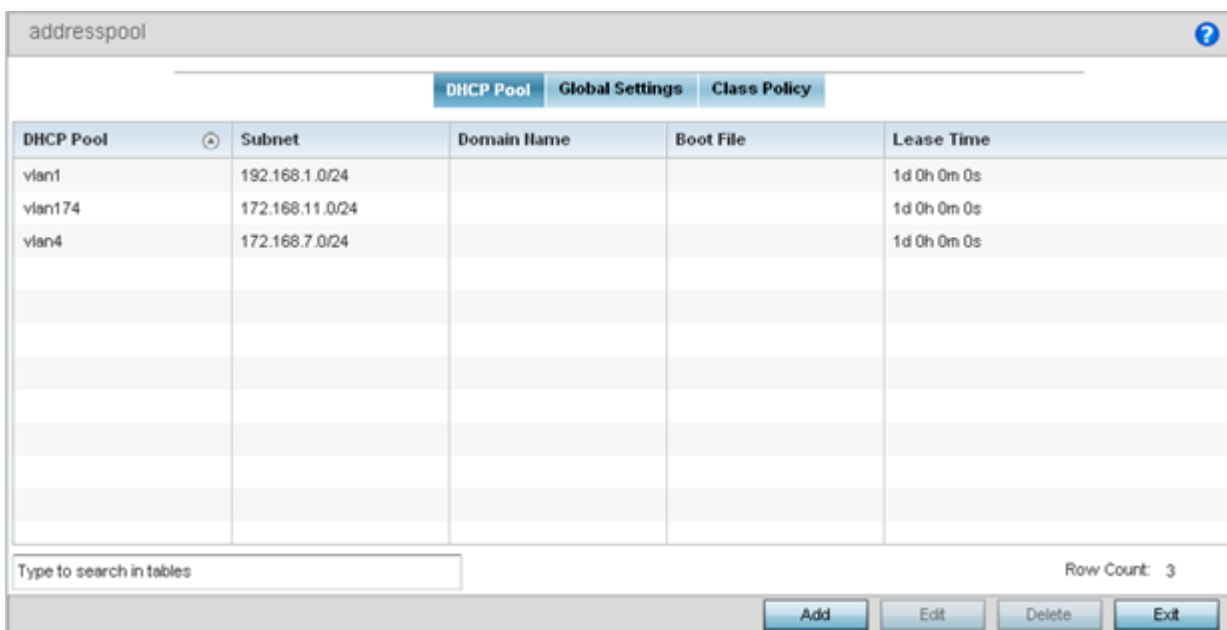 addresspool
?
DHCP Pool Global Settings Class Policy
DHCP Pool Subnet Domain Name Boot File Lease Time
vlan1 192.168.1.0/24 1d 0h 0m 0s
vlan174 172.168.11.0/24 1d 0h 0m 0s
vlan4 172.168.7.0/24 1d 0h 0m 0s
Type to search in tables Row Count: 3
Add Edit Delete Exit